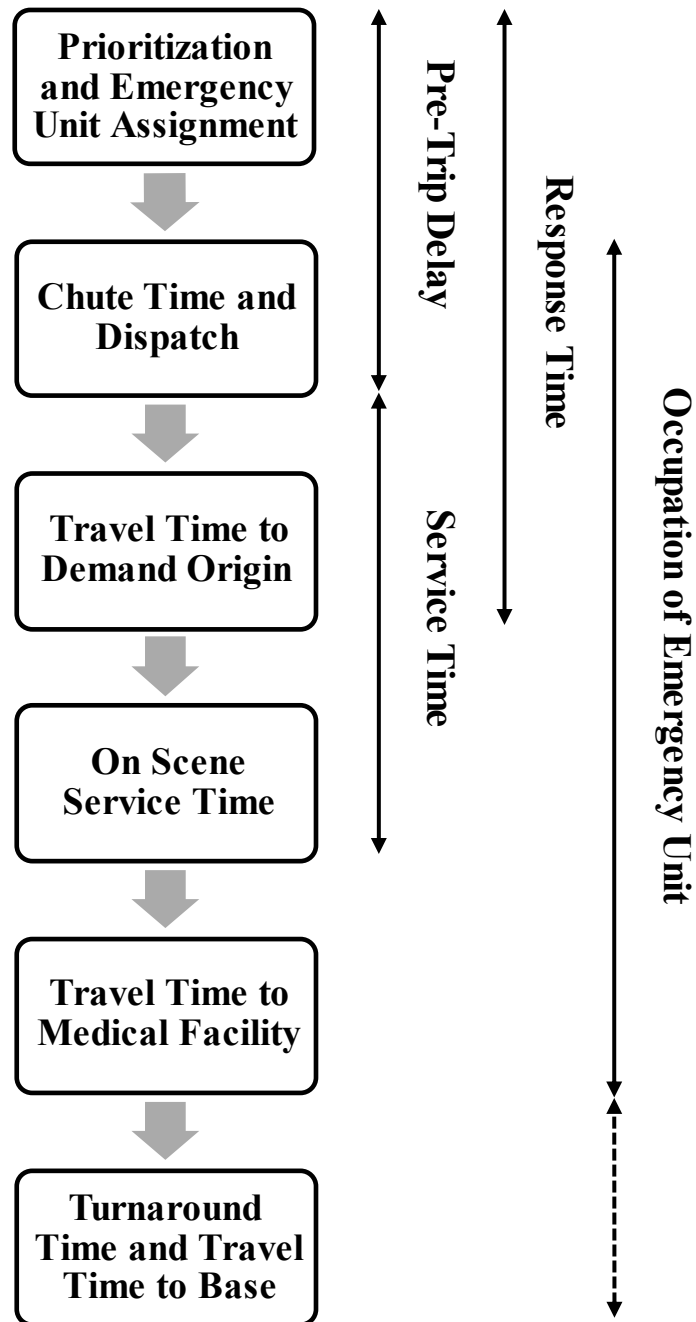 Prioritization
and Emergency
Unit Assignment
Chute Time and
Dispatch
Travel Time to
Demand Origin
On Scene
Service Time
Travel Time to
Medical Facility
Turnaround
Time and Travel
Time to Base
Pre-Trip Delay
Service Time
Response Time
Occupation of Emergency Unit